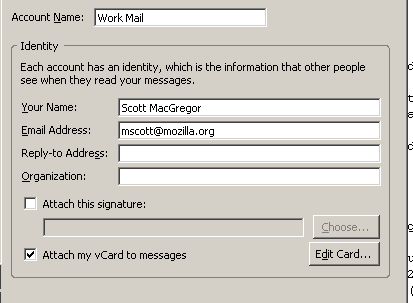 Account Name: Work Mail
Identity
Each account has an identity, which is the information that other people
see when they read your messages.
Your Name: Scott MacGregor
Email Address: mscott@mozilla.org
Reply-to Address:
Organization:
Attach this signature:
Choose...
Attach my vCard to messages
Edit Card...